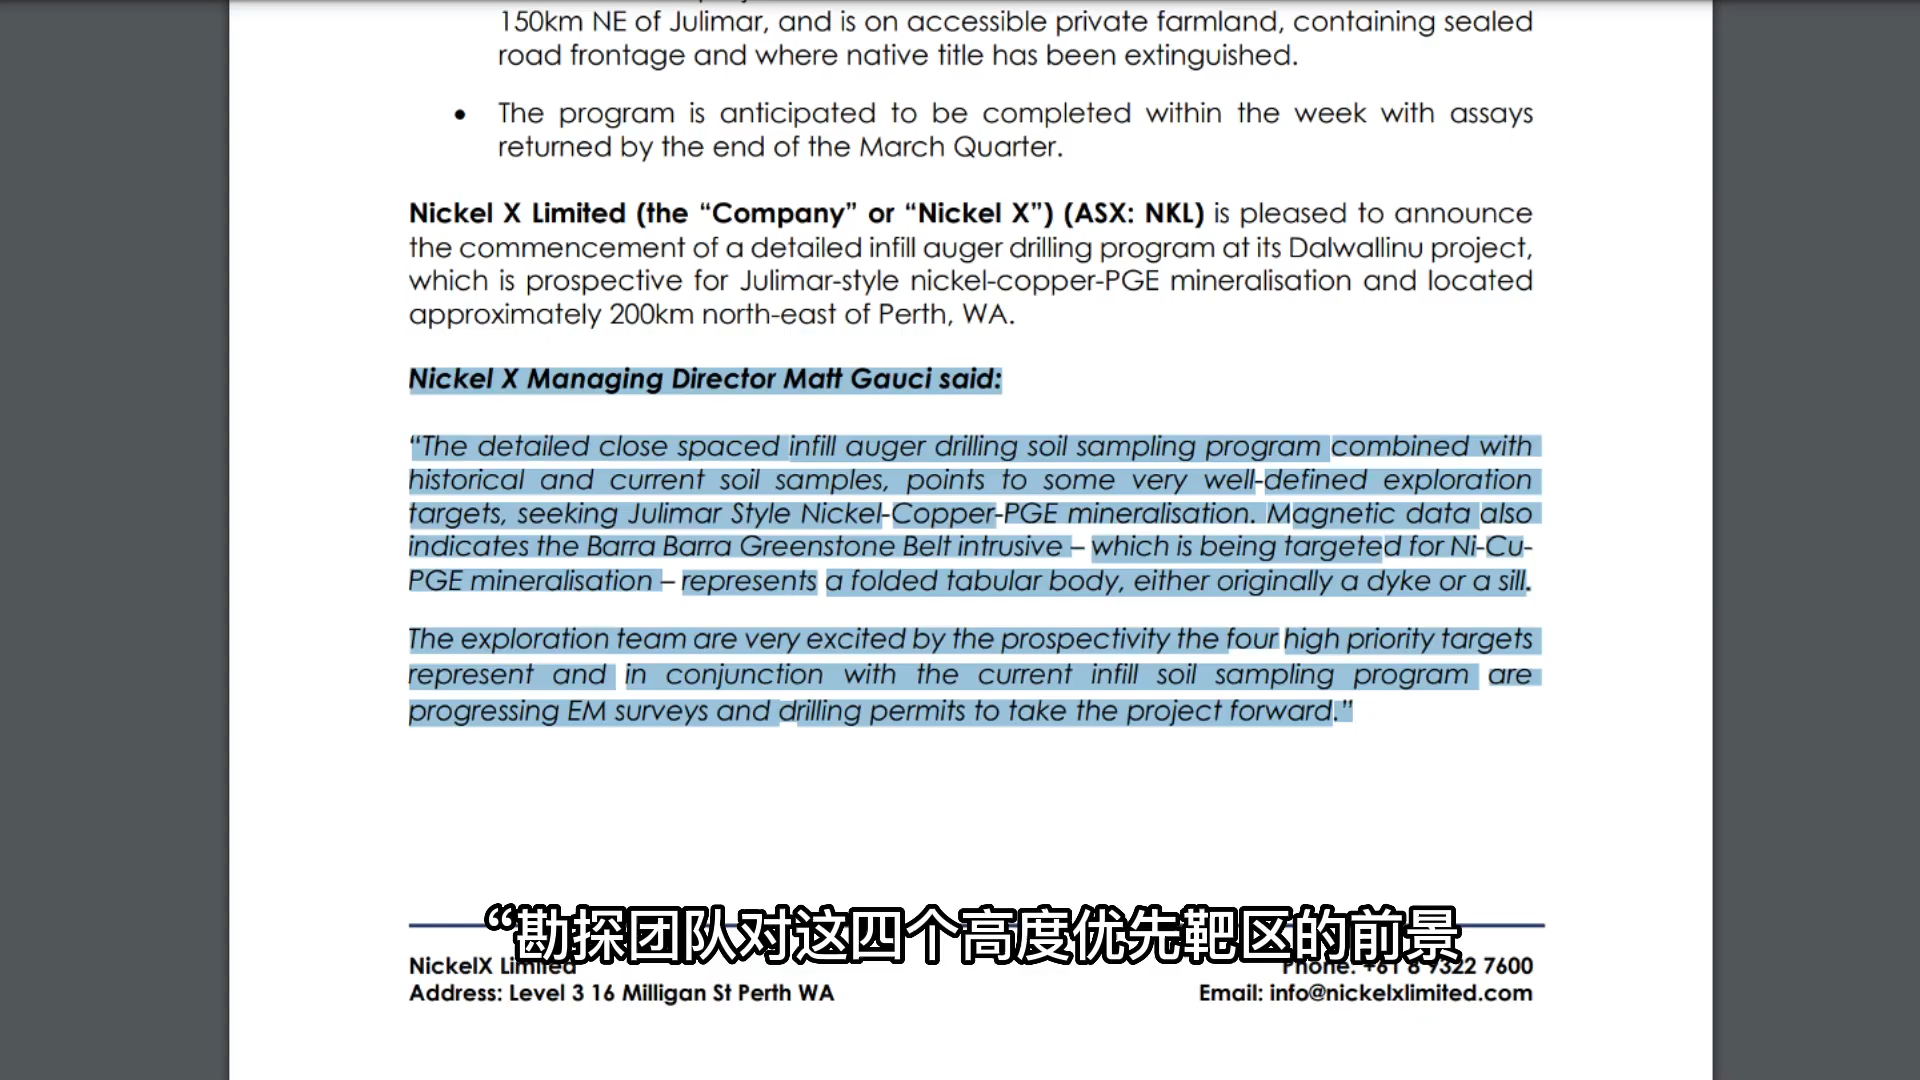 150km NE of Julimar, and is on accessible private farmland, containing sealed
road frontage and where native title has been extinguished.
• The program is anticipated to be completed within the week with assays
returned by the end of the March Quarter.
Nickel X Limited (the “Company” or “Nickel X”) (ASX: NKL) is pleased to announce
the commencement of a detailed infill auger drilling program at its Dalwallinu project,
which is prospective for Julimar-style nickel-copper-PGE mineralisation and located
approximately 200km north-east of Perth, WA.
Nickel X Managing Director Matt Gauci said:
“The detailed close spaced infill auger drilling soil sampling program combined with
historical and current soil samples, points to some very well-defined exploration
targets, seeking Julimar Style Nickel-Copper-PGE mineralisation. Magnetic data also
indicates the Barra Barra Greenstone Belt intrusive – which is being targeted for Ni-Cu-
PGE mineralisation – represents a folded tabular body, either originally a dyke or a sill.
The exploration team are very excited by the prospectivity the four high priority targets
represent and in conjunction with the current infill soil sampling program are
progressing EM surveys and drilling permits to take the project forward.”
“勘探团队对这四个高度优先靶区的前景
NickelX Limited
Phone: +61 8 9322 7600
Address: Level 3 16 Milligan St Perth WA
Email: info@nickelxlimited.com